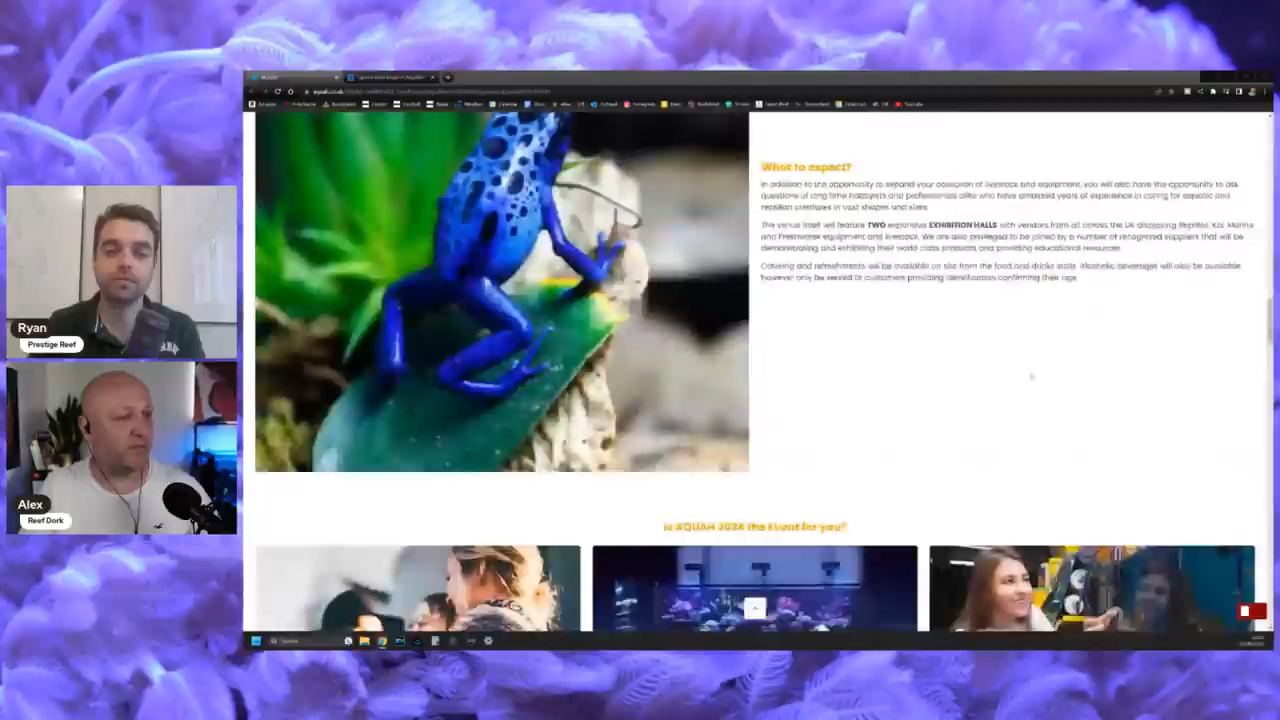 What to expect?
In addition to the opportunity to expand your collection of livestock and equipment, you will also have the opportunity to ask
questions of long time hobbyists and professionals alike who have amassed years of experience in caring for aquatic and
reptilian creatures in vast shapes and sizes.
The venue itself will feature TWO expansive EXHIBITION HALLS with vendors from all across the UK displaying Reptile, Koi, Marine
and Freshwater equipment and livestock. We are also privileged to be joined by a number of recognised suppliers that will be
demonstrating and exhibiting their world class products and providing educational resources.
Catering and refreshments will be available on site from the food and drinks stalls. Alcoholic beverages will also be available
however only be served to customers providing identification confirming their age.
Ryan
Prestige Reef
Alex
Reef Dork
Is AQUAH 2024 the Event for you?